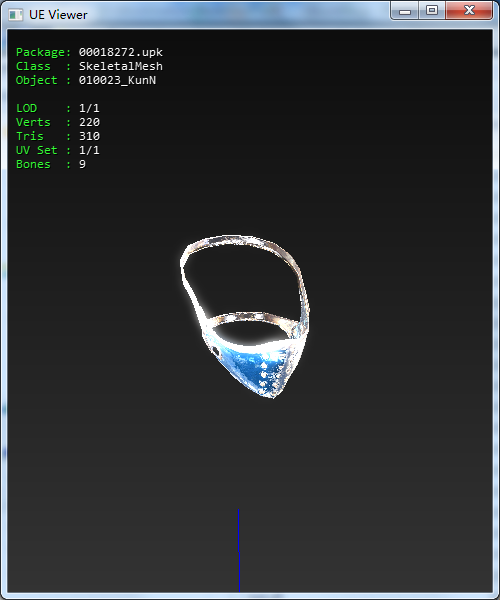 UE Viewer
Package: 00018272.upk
Class  : SkeletalMesh
Object : 010023_KunN
LOD    : 1/1
Verts  : 220
Tris   : 310
UV Set : 1/1
Bones  : 9